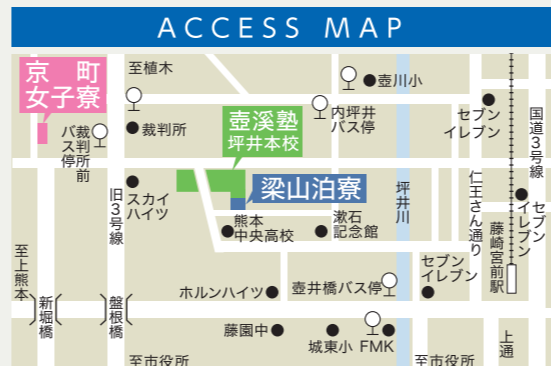 ACCESS MAP
京町
女子寮
至植木
壺川小
内坪井
バス停
セブン
イレブン
国道3号線
裁判所
裁判所前
バス停
壺溪塾
坪井本校
梁山泊寮
スカイ
ハイツ
旧3号線
熊本
中央高校
漱石
記念館
坪井川
仁王さん通り
藤崎宮前駅
セブン
イレブン
セブン
イレブン
至上熊本
新堀橋
盤根橋
ホルンハイツ
壺井橋バス停
藤園中
城東小
FMK
上通
至市役所
至市役所